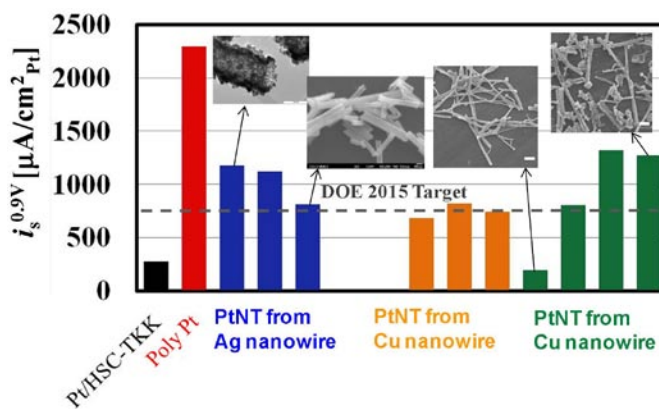 i_s^0.9V [µA/cm²_Pt]
2500
2000
1500
1000
500
0
DOE 2015 Target
Pt/HSC-TKK
Poly Pt
PtNT from
Ag nanowire
PtNT from
Cu nanowire
PtNT from
Cu nanowire